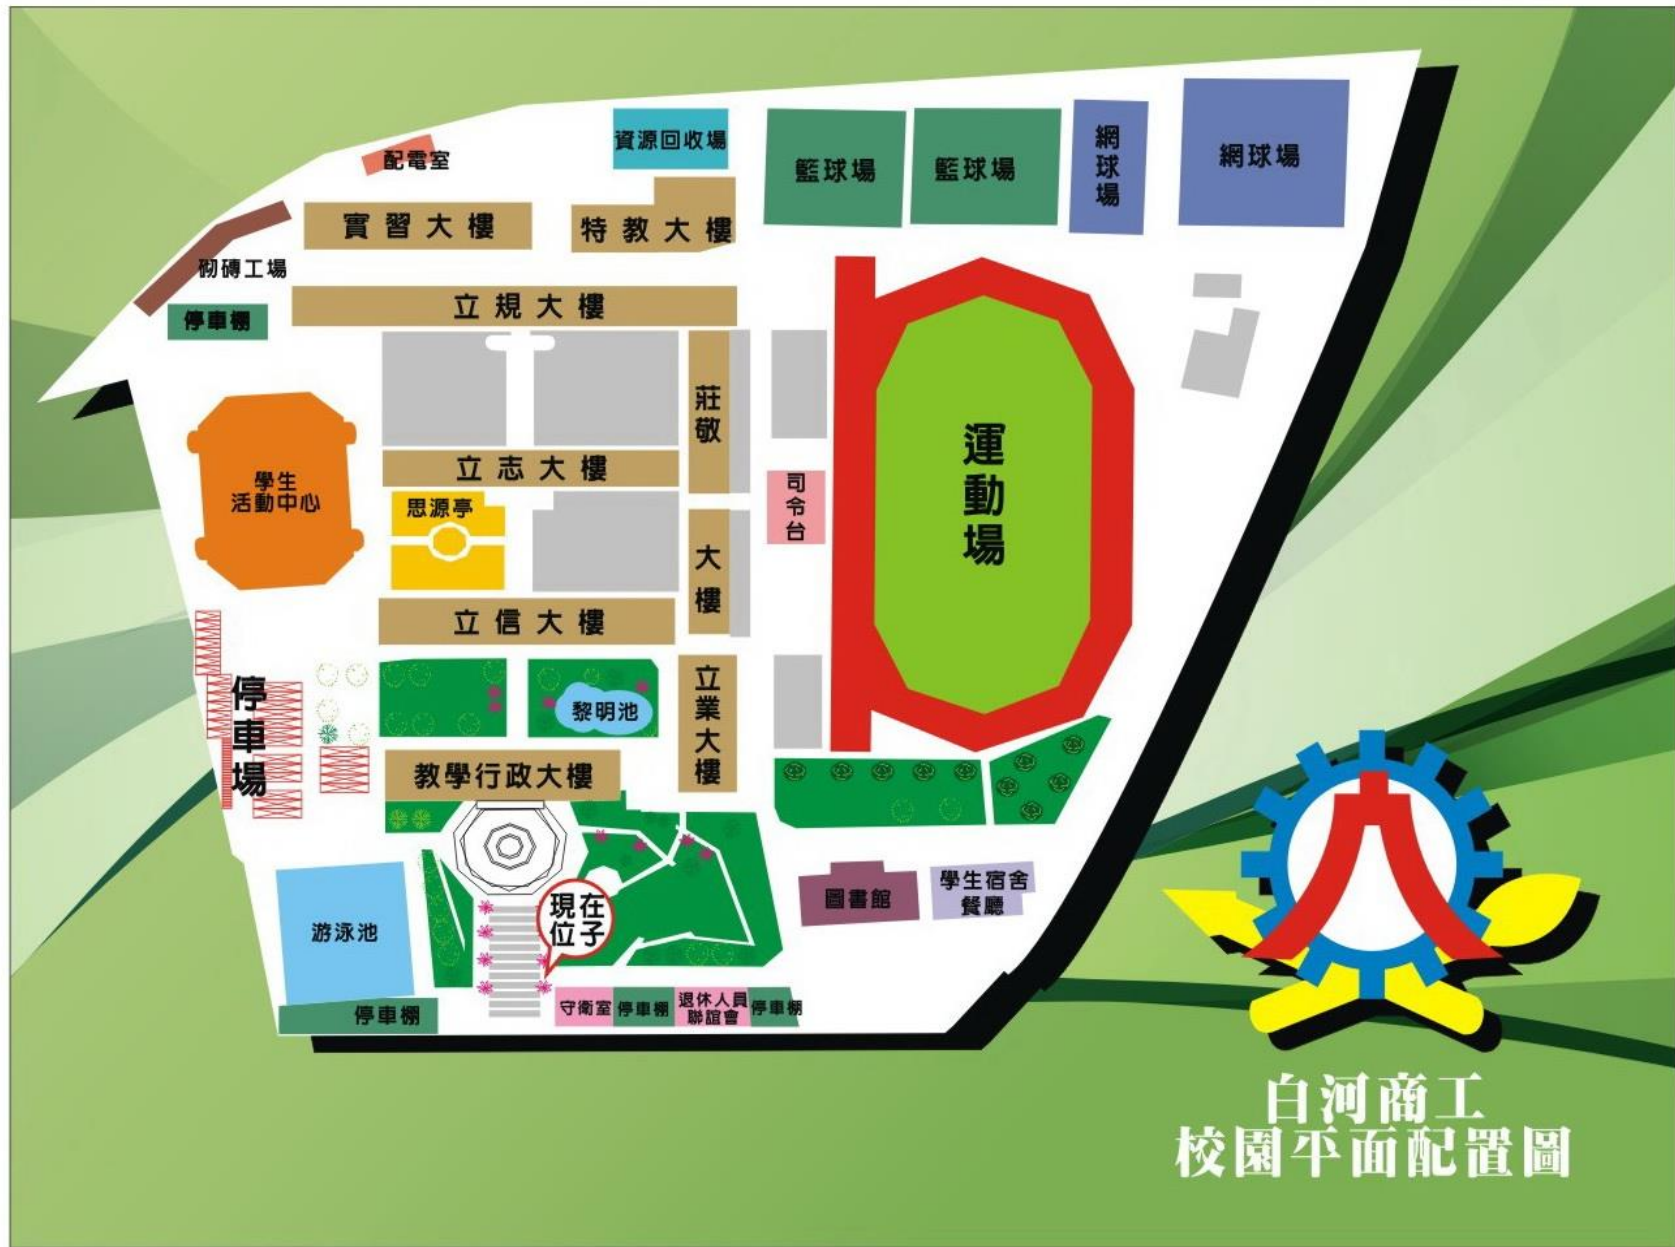 配電室
資源回收場
籃球場
籃球場
網球場
網球場
實習大樓
特教大樓
砌磚工場
停車棚
立規大樓
莊敬
大樓
學生
活動中心
立志大樓
思源亭
司令台
運動場
立信大樓
停車場
黎明池
立業大樓
教學行政大樓
游泳池
現在
位子
圖書館
學生宿舍
餐廳
停車棚
守衛室
停車棚
退休人員
聯誼會
停車棚
白河商工
校園平面配置圖